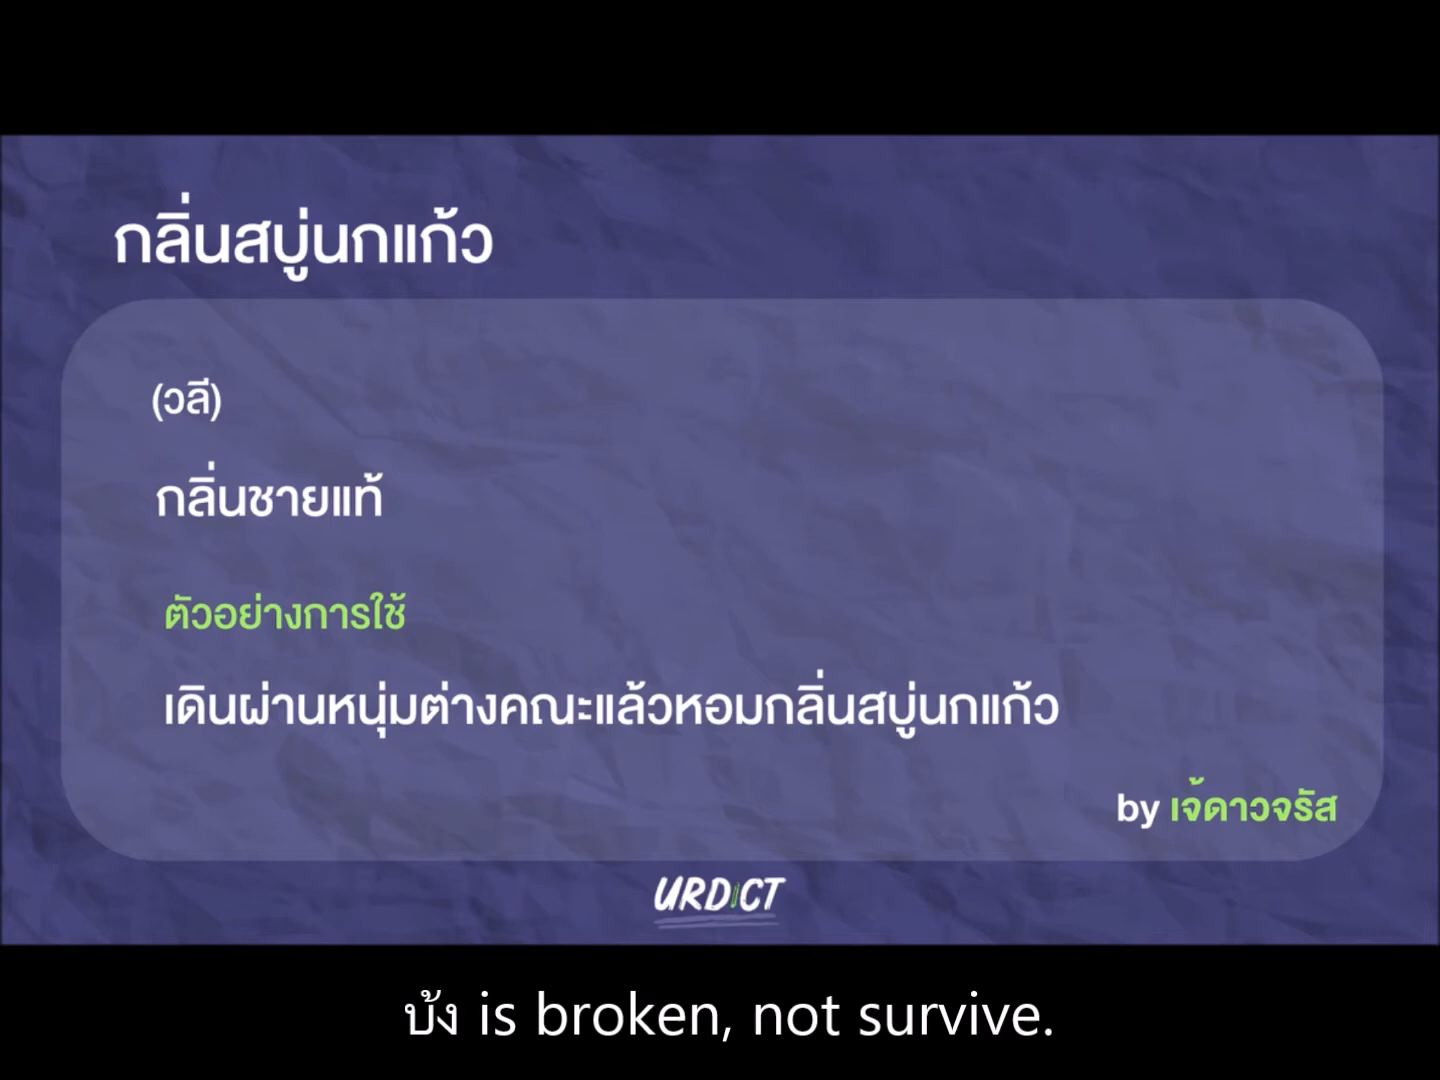 กลิ่นสบู่นกแก้ว
(วลี)
กลิ่นชายแท้
ตัวอย่างการใช้
เดินผ่านหนุ่มต่างคณะแล้วหอมกลิ่นสบู่นกแก้ว
by เจ้ดาวจรัส
URDiCT
บ้ง is broken, not survive.